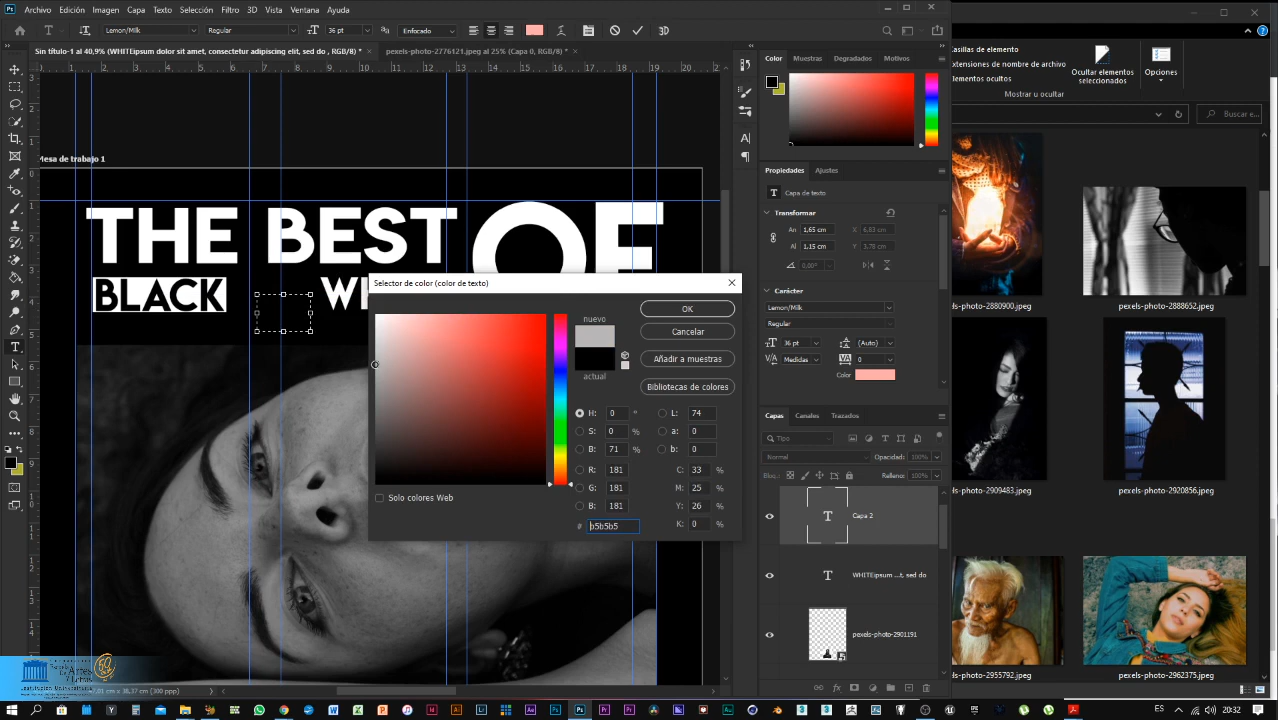 Archivo Edición Imagen Capa Texto Selección Filtro 3D Vista Ventana Ayuda
Lemon/Milk Regular 36 pt Enfocado 3D
Sin título-1 al 40,9% (WHITEipsum dolor sit amet, consectetur adipiscing elit, sed do , RGB/8) * pexels-photo-2776121.jpeg al 25% (Capa 0, RGB/8) *
Mesa de trabajo 1
THE BEST OF
BLACK
Selector de color (color de texto)
nuevo
actual
OK
Cancelar
Añadir a muestras
Bibliotecas de colores
H: 0 ° L: 74
S: 0 % a: 0
B: 71 % b: 0
R: 181 C: 33 %
G: 181 M: 25 %
B: 181 Y: 26 %
# b5b5b5 K: 0 %
Solo colores Web
Color Muestras Degradados Motivos
Propiedades Ajustes
Capa de texto
Transformar
An 1,65 cm X 6,83 cm
Al 1,15 cm Y 3,76 cm
0,00°
Carácter
Lemon/Milk
Regular
36 pt (Auto)
Medidas 0
Color
Capas Canales Trazados
Tipo
Normal Opacidad: 100%
Bloq.: Relleno: 100%
Capa 2
WHITEipsum ...t, sed do
pexels-photo-2901191
casillas de elemento
Extensiones de nombre de archivo
Elementos ocultos
Ocultar elementos
seleccionados
Opciones
Mostrar u ocultar
Buscar e...
pexels-photo-2880900.jpeg
pexels-photo-2888652.jpeg
pexels-photo-2909483.jpeg
pexels-photo-2920856.jpeg
pexels-photo-2955792.jpeg
pexels-photo-2962375.jpeg
ES 20:32